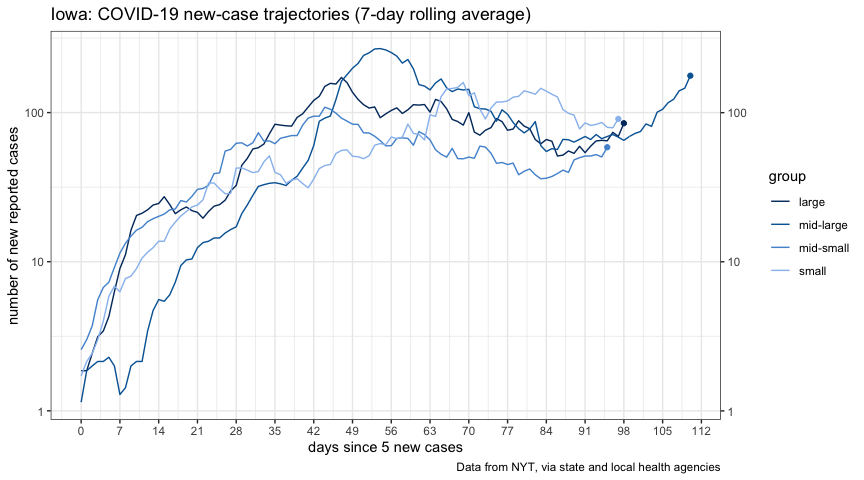 Iowa: COVID-19 new-case trajectories (7-day rolling average)
number of new reported cases
100
10
1
100
10
1
0 7 14 21 28 35 42 49 56 63 70 77 84 91 98 105 112
days since 5 new cases
group
large
mid-large
mid-small
small
Data from NYT, via state and local health agencies